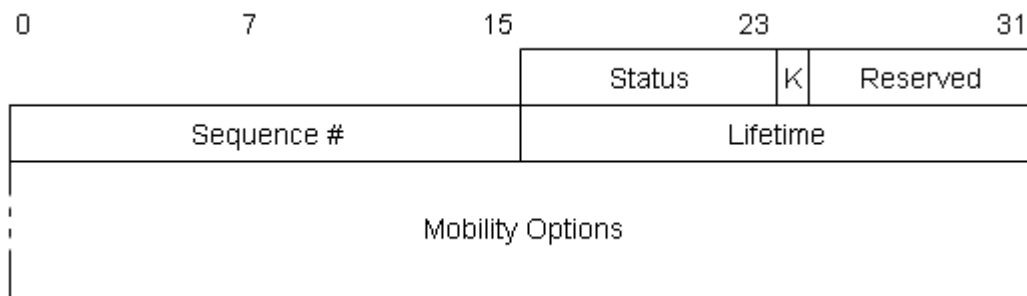 0 7 15 23 31
Status K Reserved
Sequence # Lifetime
Mobility Options